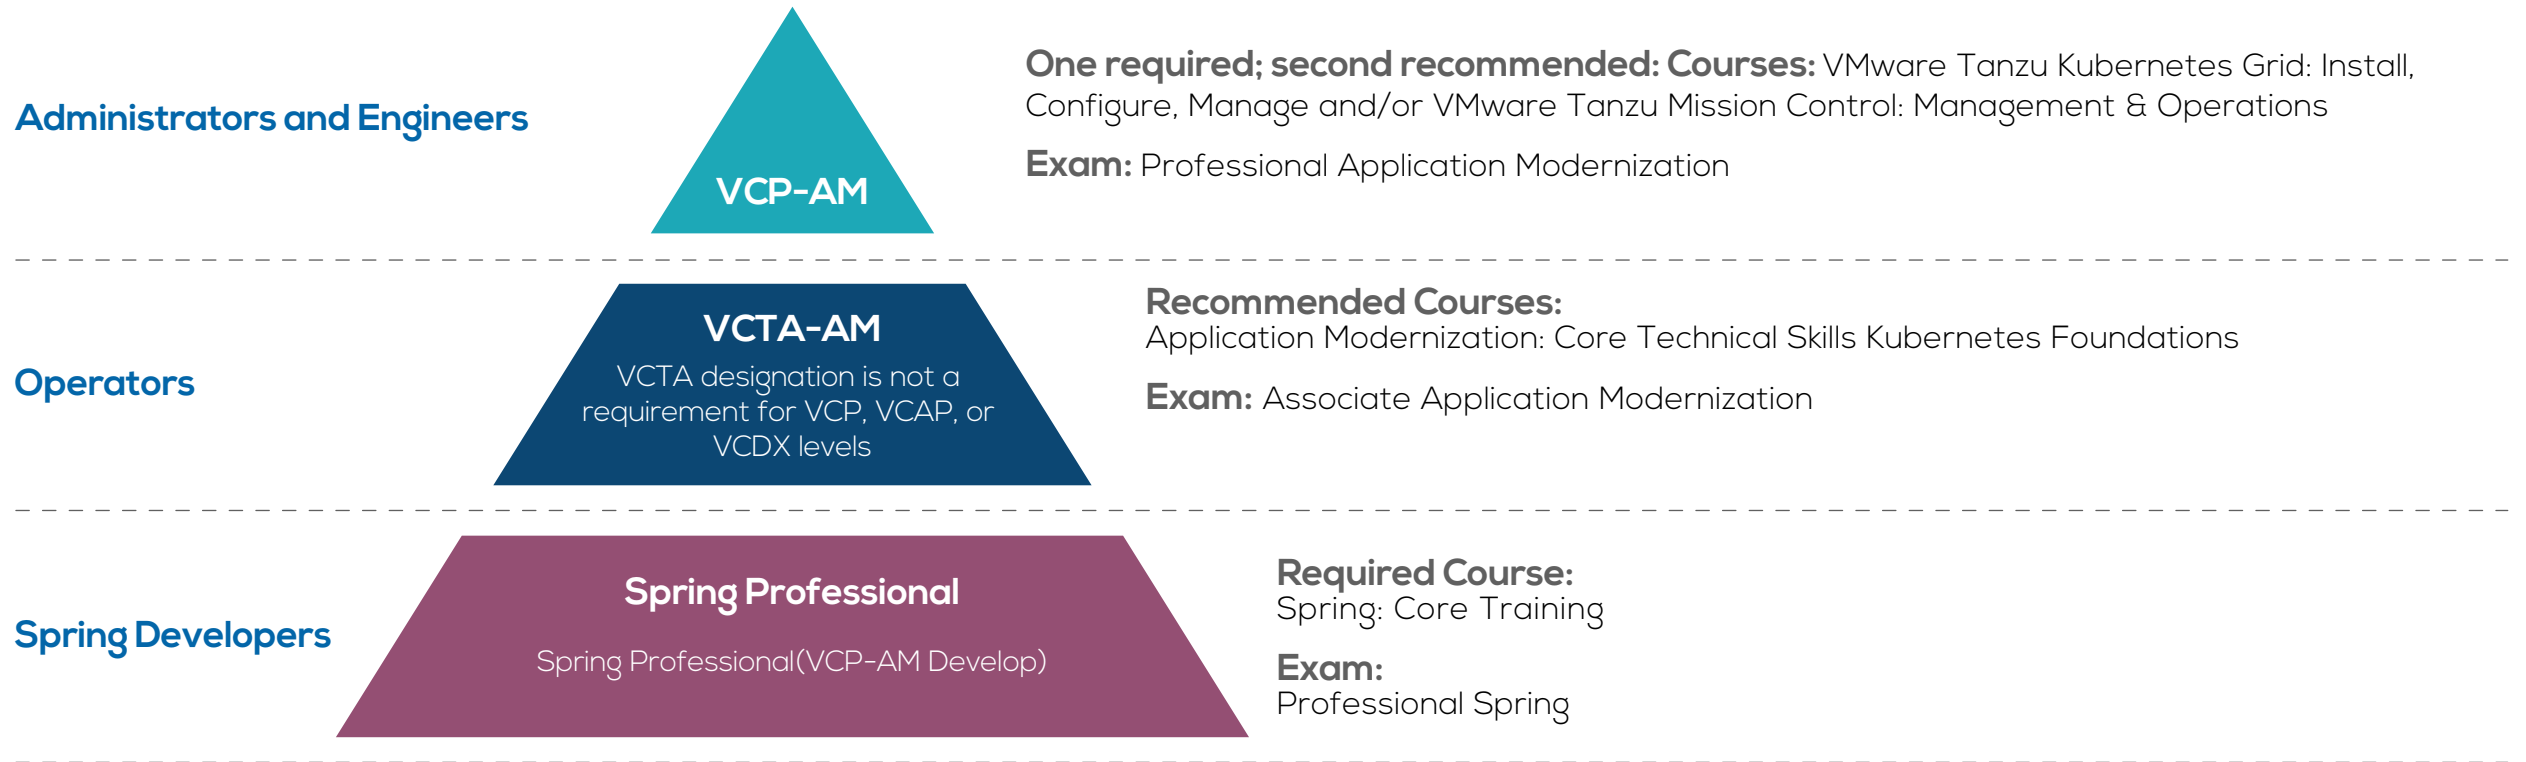 Administrators and Engineers
VCP-AM
One required; second recommended: Courses: VMware Tanzu Kubernetes Grid: Install,
Configure, Manage and/or VMware Tanzu Mission Control: Management & Operations
Exam: Professional Application Modernization
Operators
VCTA-AM
VCTA designation is not a
requirement for VCP, VCAP, or
VCDX levels
Recommended Courses:
Application Modernization: Core Technical Skills Kubernetes Foundations
Exam: Associate Application Modernization
Spring Developers
Spring Professional
Spring Professional(VCP-AM Develop)
Required Course:
Spring: Core Training
Exam:
Professional Spring